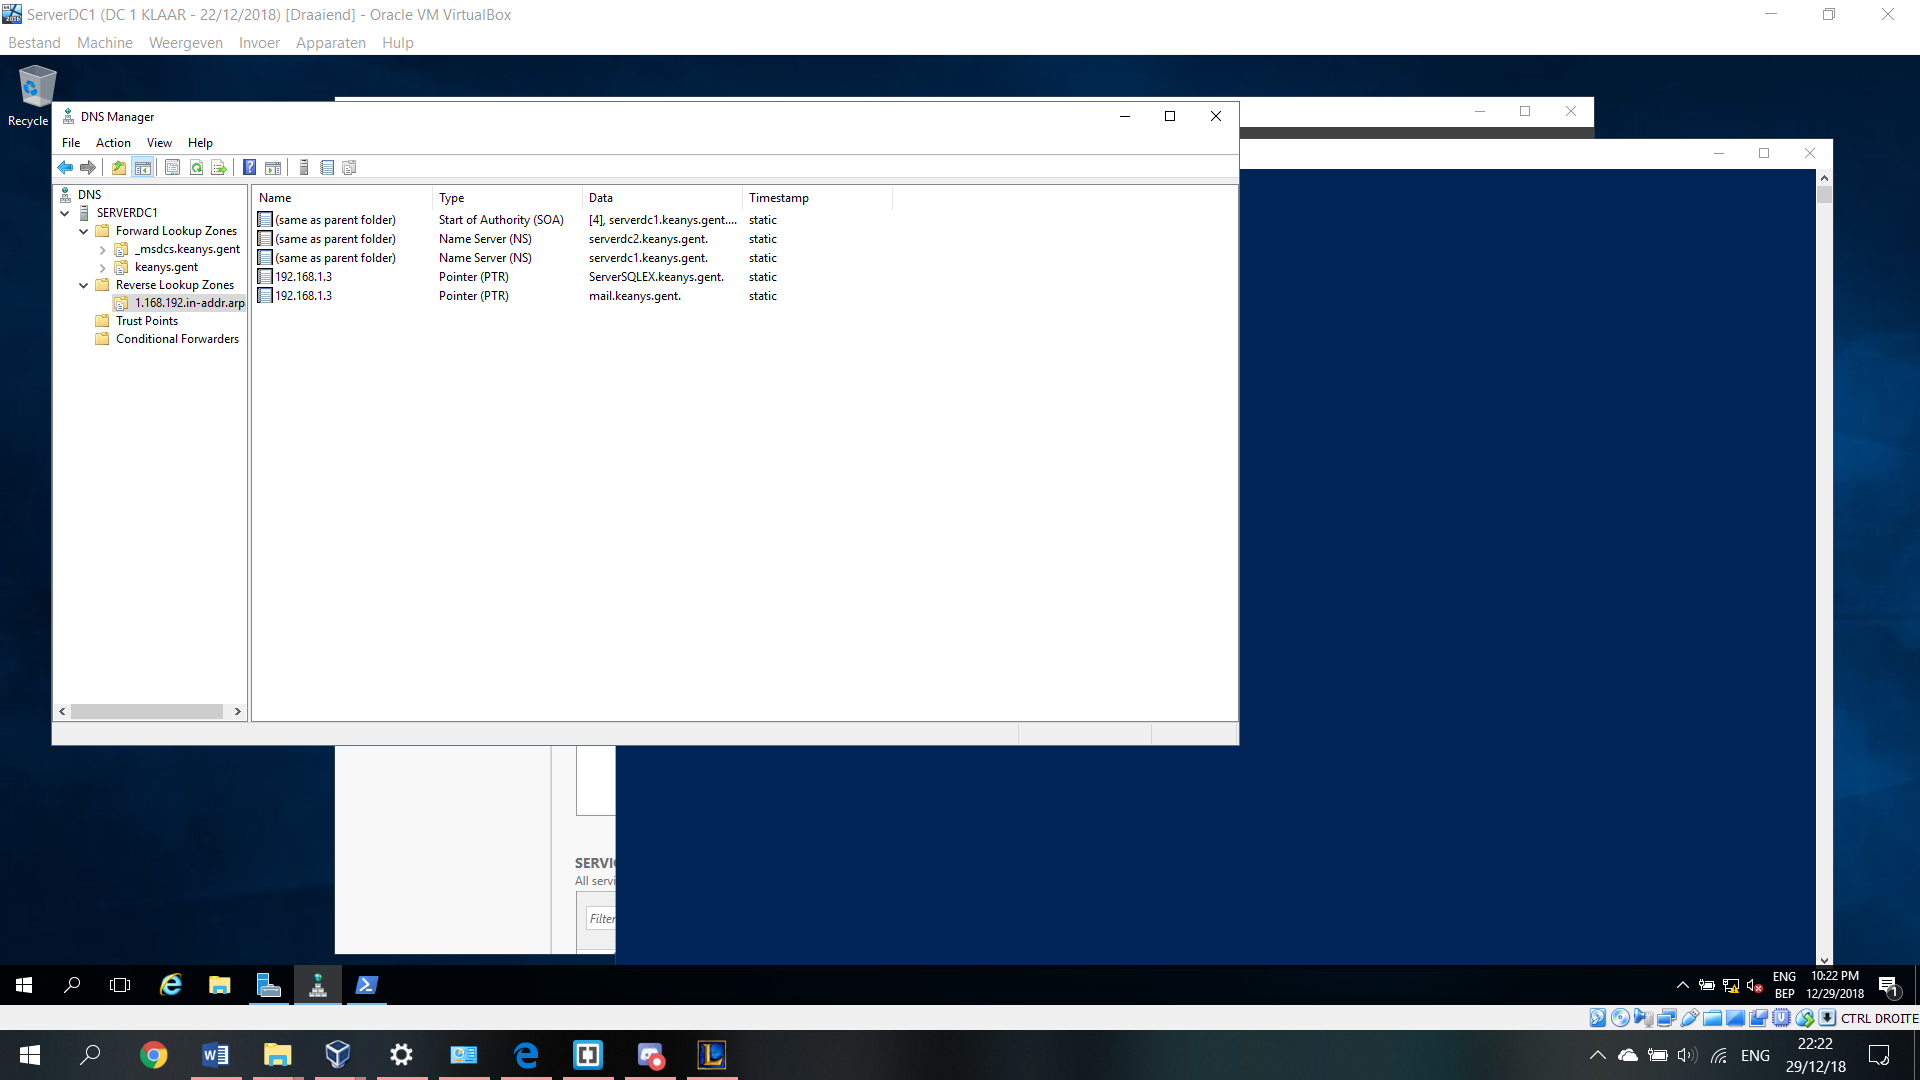 ServerDC1 (DC 1 KLAAR - 22/12/2018) [Draaiend] - Oracle VM VirtualBox
Bestand Machine Weergeven Invoer Apparaten Hulp
Recycle
DNS Manager
File Action View Help
DNS
SERVERDC1
Forward Lookup Zones
_msdcs.keanys.gent
keanys.gent
Reverse Lookup Zones
1.168.192.in-addr.arp
Trust Points
Conditional Forwarders
Name Type Data Timestamp
(same as parent folder) Start of Authority (SOA) [4], serverdc1.keanys.gent.... static
(same as parent folder) Name Server (NS) serverdc2.keanys.gent. static
(same as parent folder) Name Server (NS) serverdc1.keanys.gent. static
192.168.1.3 Pointer (PTR) ServerSQLEX.keanys.gent. static
192.168.1.3 Pointer (PTR) mail.keanys.gent. static
SERVIC
All servi
Filter
ENG 10:22 PM
BEP 12/29/2018
1
CTRL DROITE
ENG 22:22
29/12/18